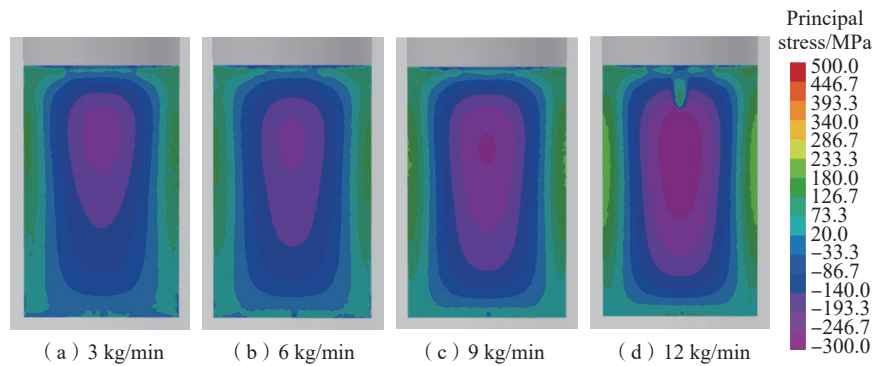 Principal
stress/MPa
500.0
446.7
393.3
340.0
286.7
233.3
180.0
126.7
73.3
20.0
−33.3
−86.7
−140.0
−193.3
−246.7
−300.0
（a）3 kg/min
（b）6 kg/min
（c）9 kg/min
（d）12 kg/min